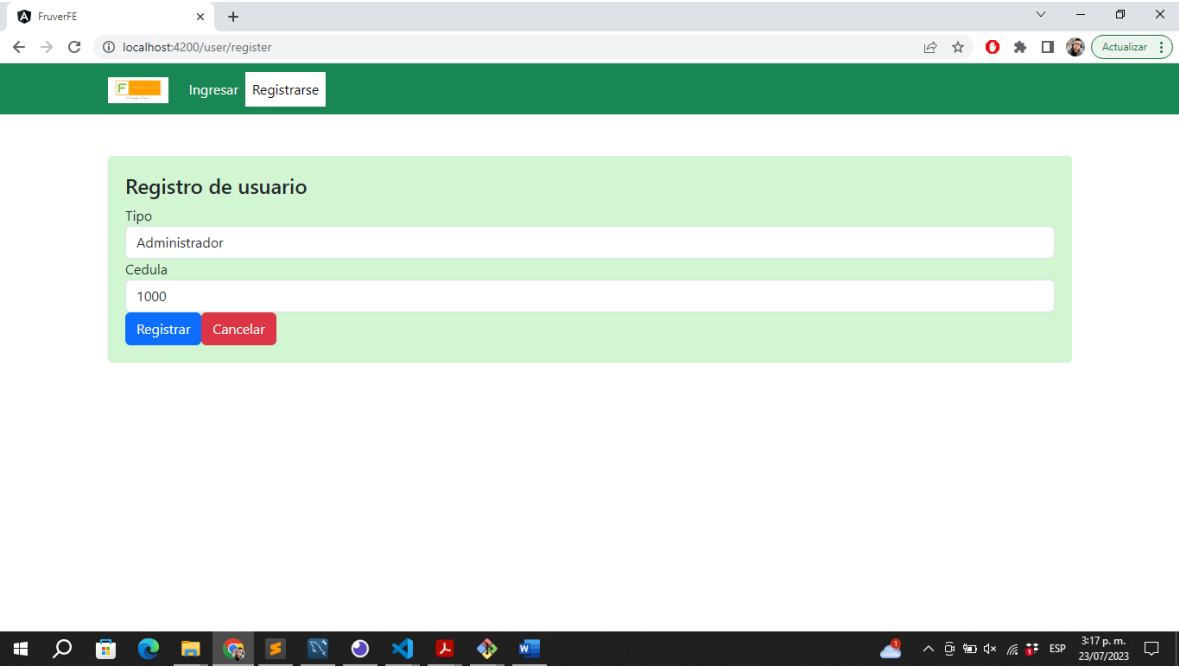 FruverFE
localhost:4200/user/register
Actualizar
F
Ingresar
Registrarse
Registro de usuario
Tipo
Administrador
Cedula
1000
Registrar
Cancelar
ESP
3:17 p. m.
23/07/2023